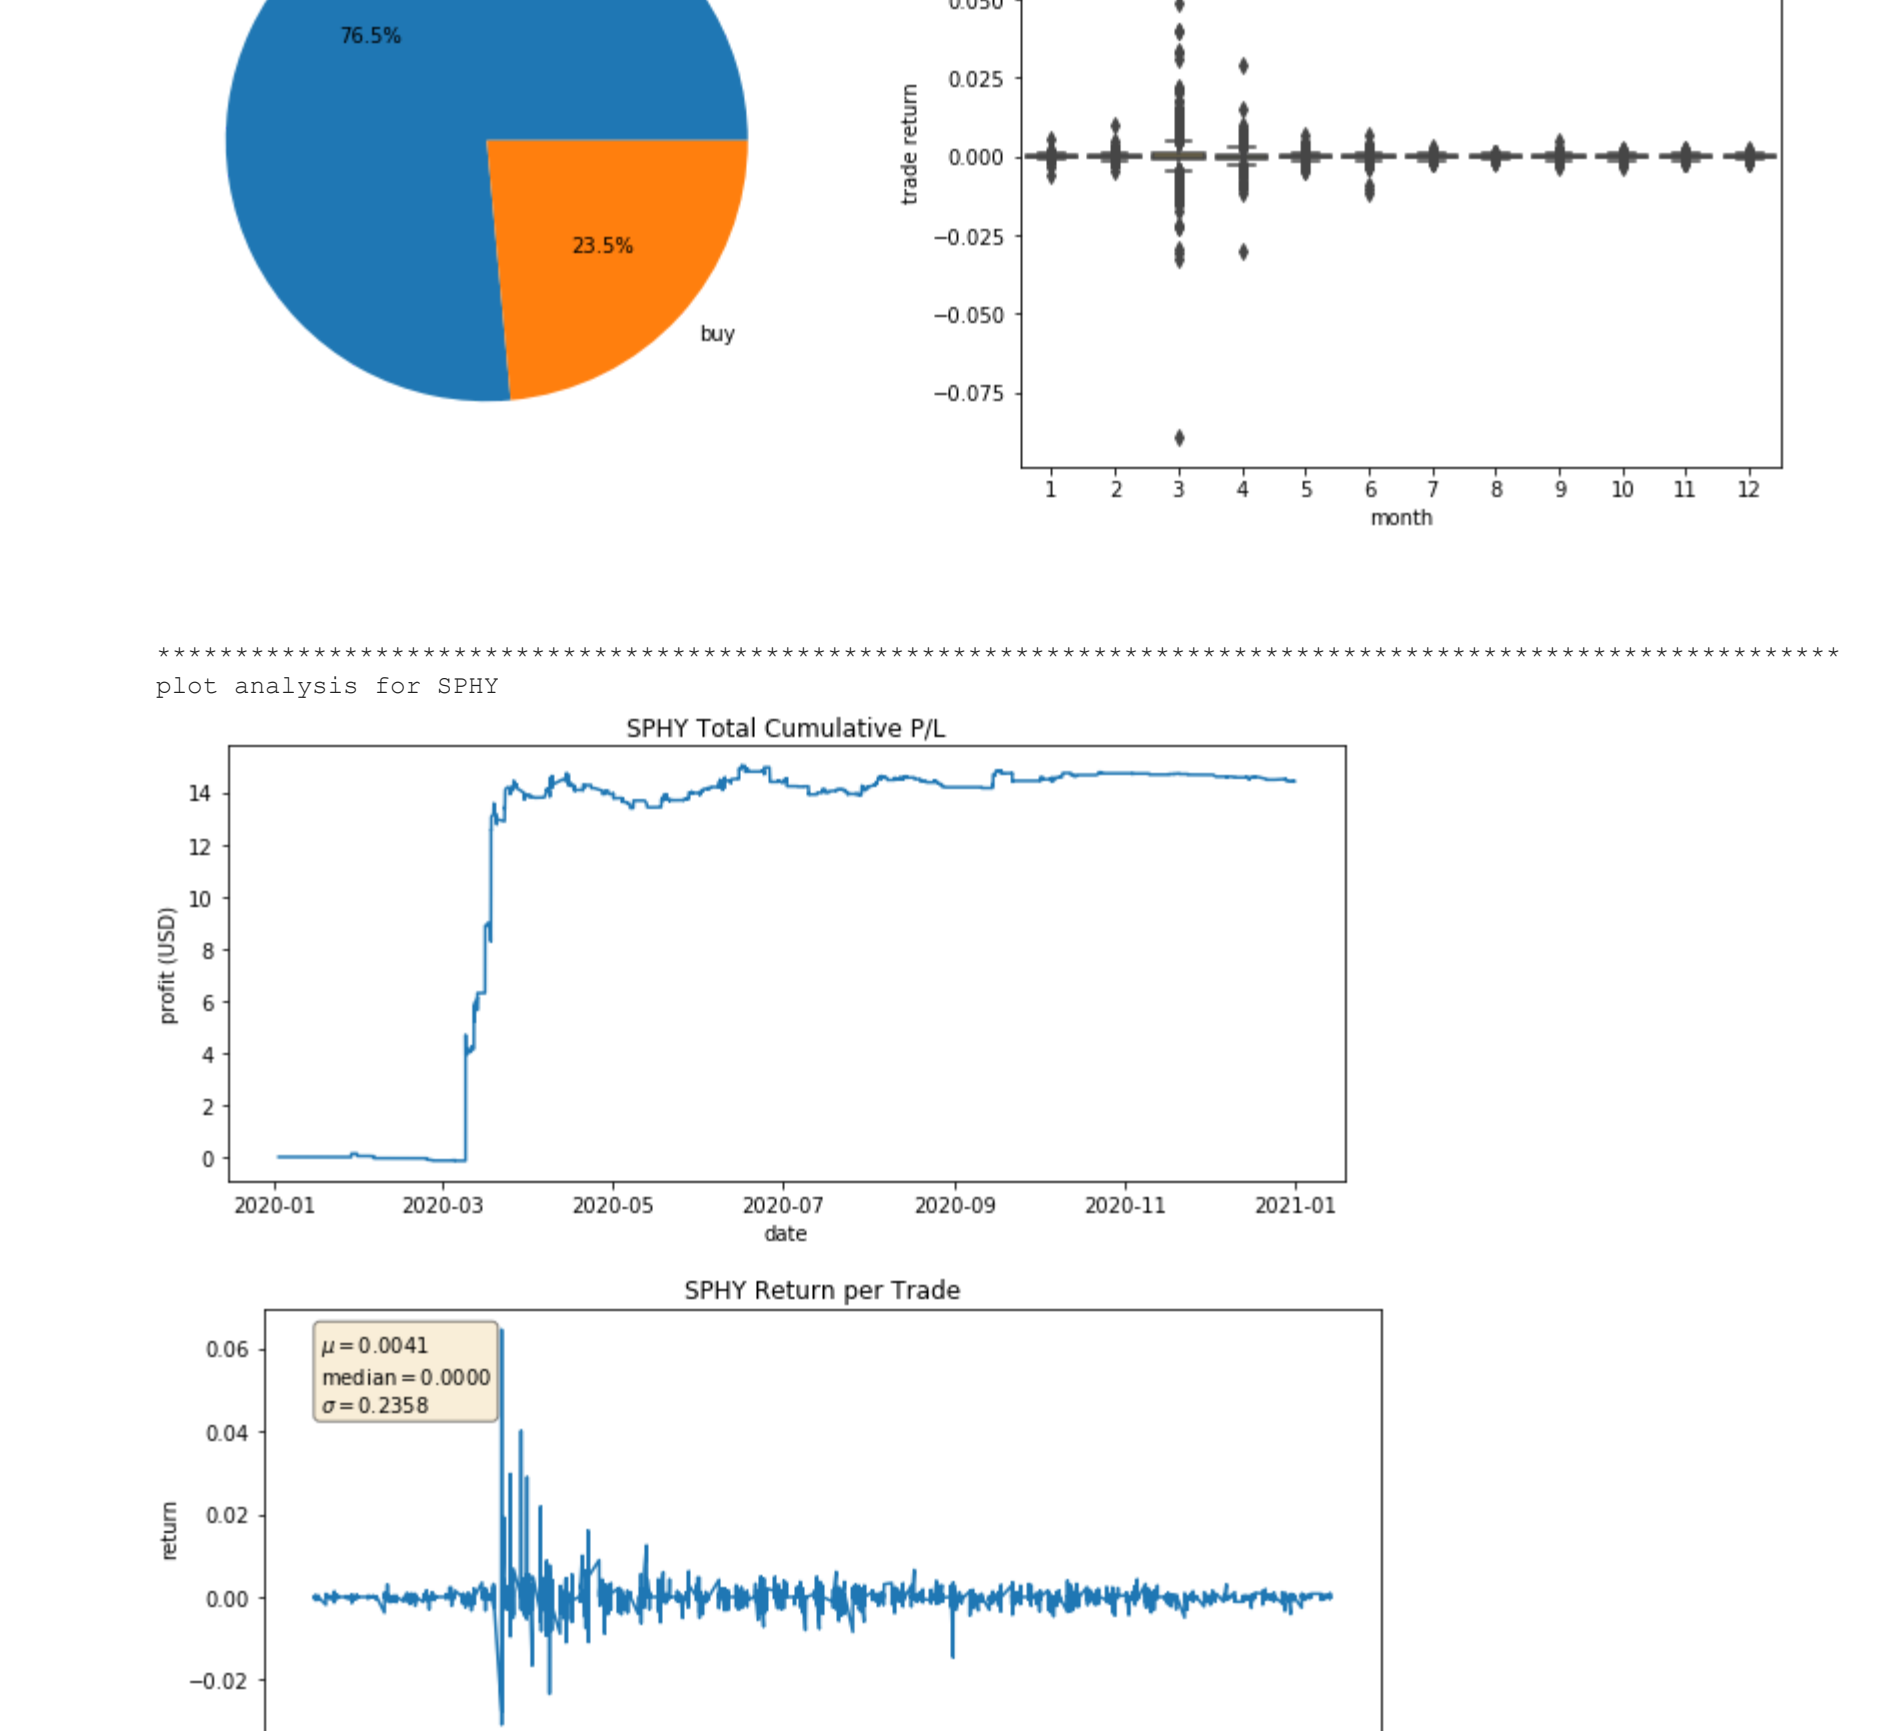 76.5%
23.5%
buy
0.050
0.025
0.000
−0.025
−0.050
−0.075
trade return
1 2 3 4 5 6 7 8 9 10 11 12
month
************************************************************************************************************
plot analysis for SPHY
SPHY Total Cumulative P/L
14
12
10
8
6
4
2
0
profit (USD)
2020-01 2020-03 2020-05 2020-07 2020-09 2020-11 2021-01
date
SPHY Return per Trade
μ = 0.0041
median = 0.0000
σ = 0.2358
0.06
0.04
0.02
0.00
−0.02
return